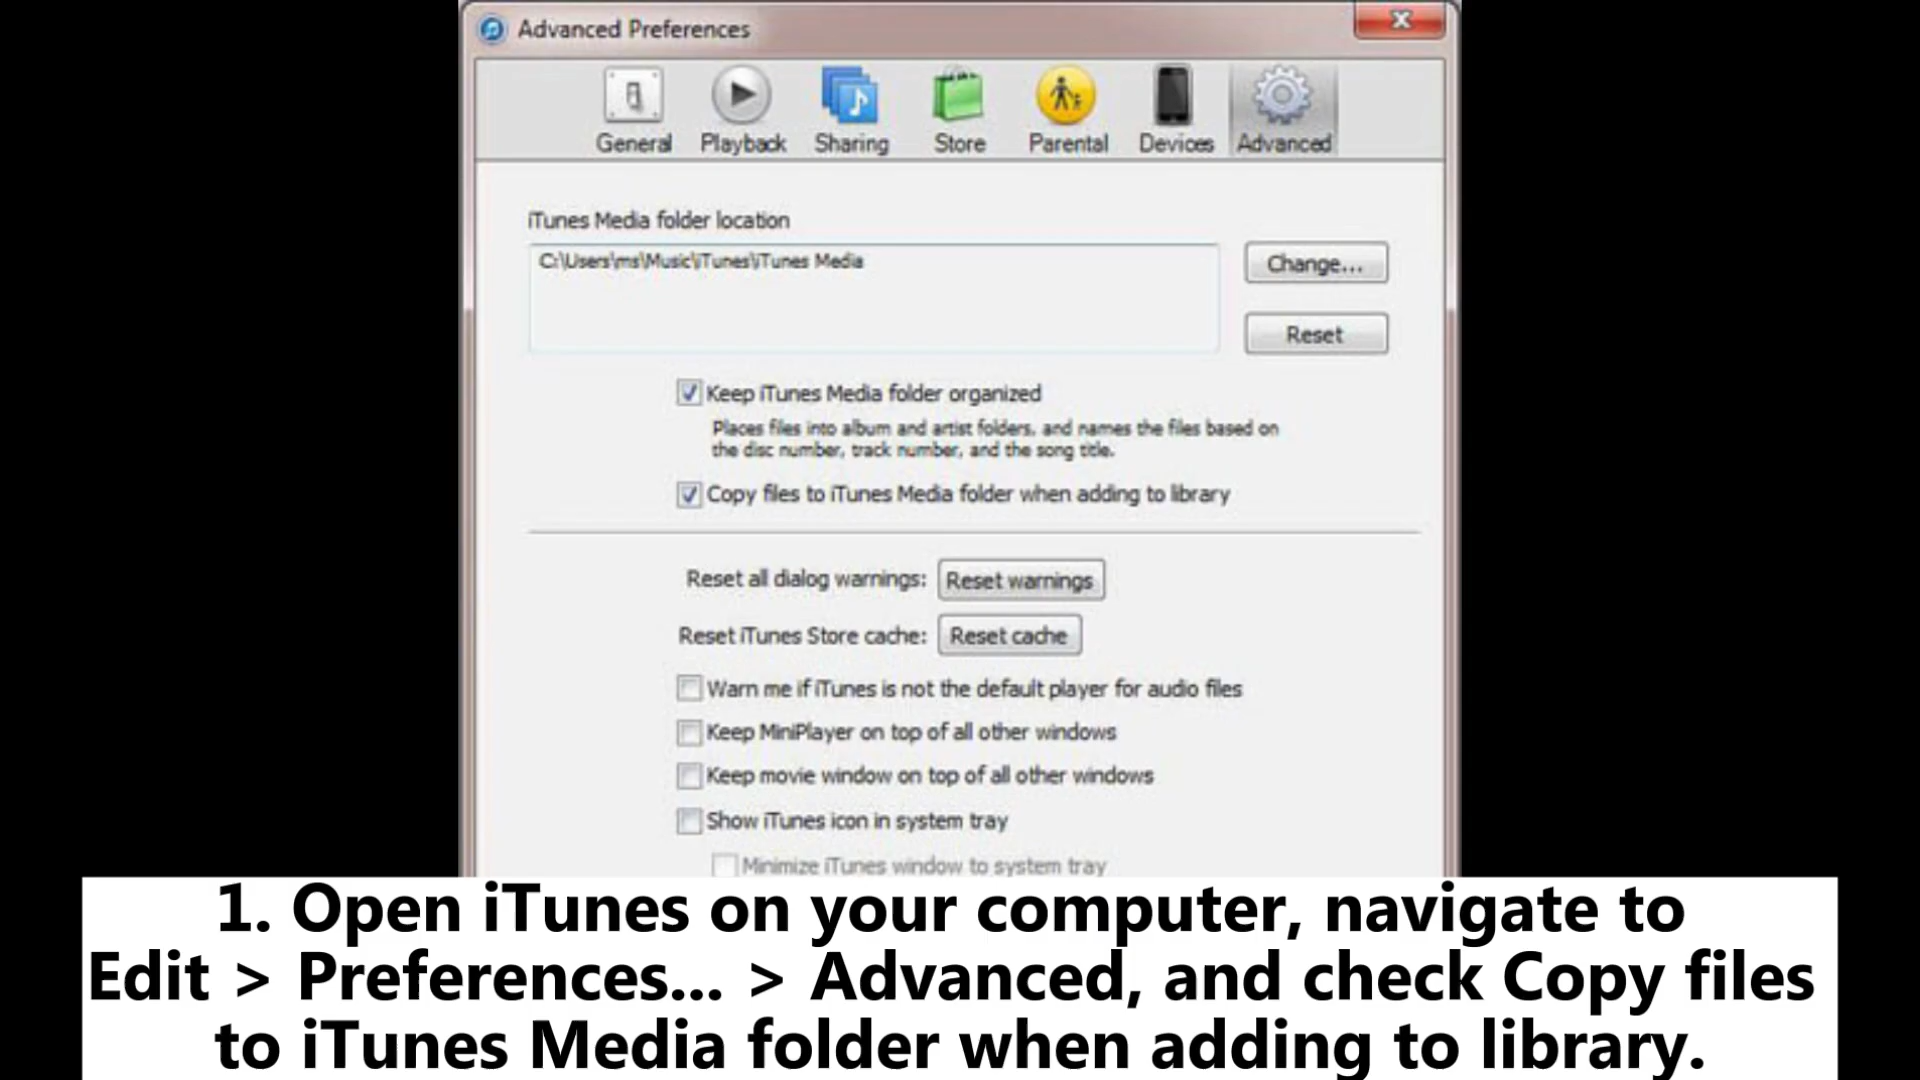 Advanced Preferences
General Playback Sharing Store Parental Devices Advanced
iTunes Media folder location
C:\Users\ms\Music\iTunes\iTunes Media
Change...
Reset
Keep iTunes Media folder organized
Places files into album and artist folders, and names the files based on
the disc number, track number, and the song title.
Copy files to iTunes Media folder when adding to library
Reset all dialog warnings: Reset warnings
Reset iTunes Store cache: Reset cache
Warn me if iTunes is not the default player for audio files
Keep MiniPlayer on top of all other windows
Keep movie window on top of all other windows
Show iTunes icon in system tray
Minimize iTunes window to system tray
1. Open iTunes on your computer, navigate to
Edit > Preferences... > Advanced, and check Copy files
to iTunes Media folder when adding to library.